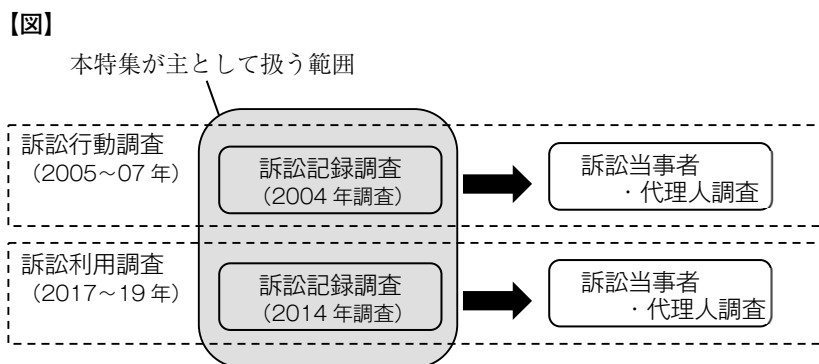 【図】
本特集が主として扱う範囲
訴訟行動調査
（2005～07 年）
訴訟記録調査
（2004 年調査）
訴訟当事者
・代理人調査
訴訟利用調査
（2017～19 年）
訴訟記録調査
（2014 年調査）
訴訟当事者
・代理人調査